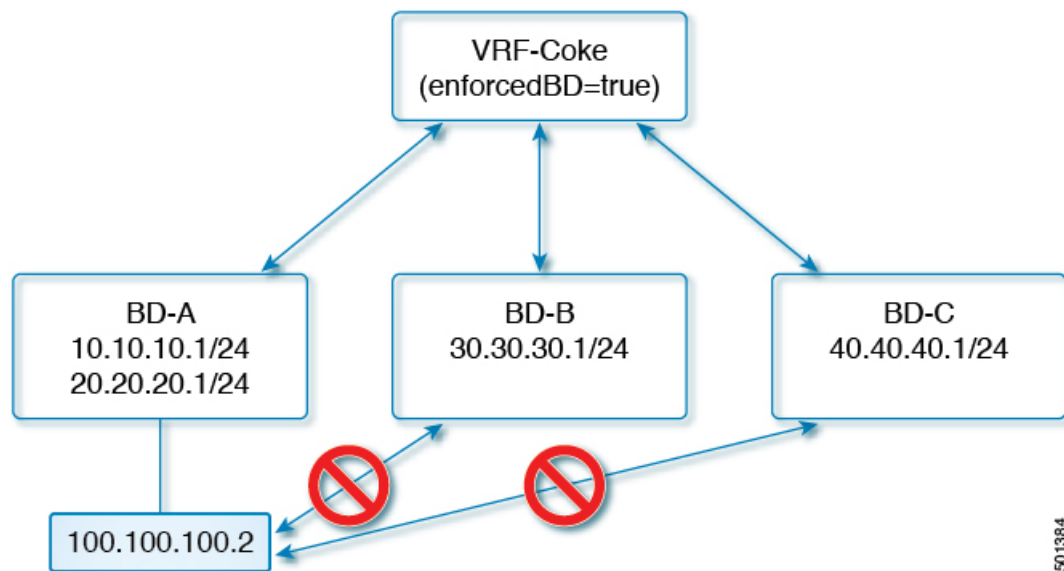 VRF-Coke
(enforcedBD=true)
BD-A
10.10.10.1/24
20.20.20.1/24
BD-B
30.30.30.1/24
BD-C
40.40.40.1/24
100.100.100.2
501384